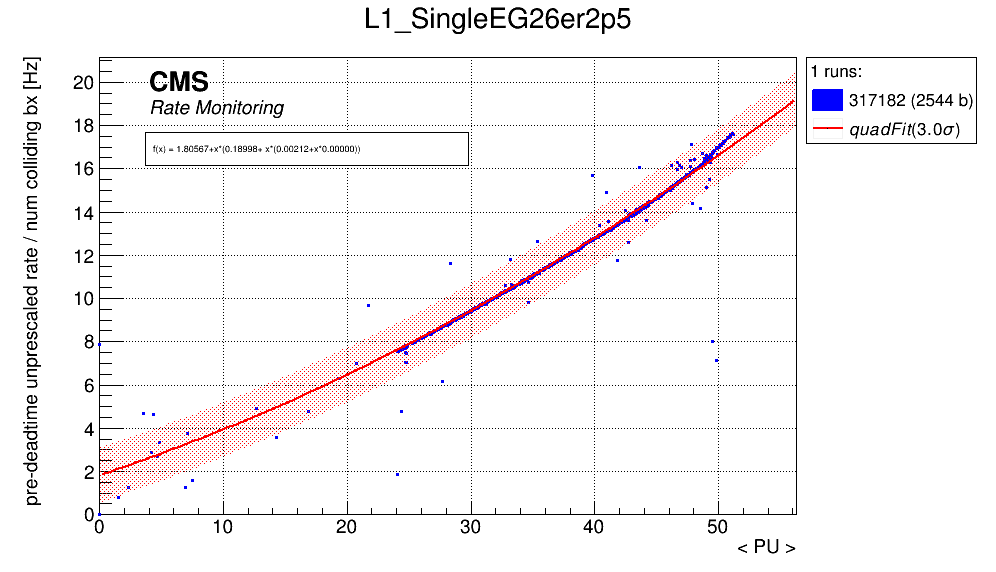 L1_SingleEG26er2p5
pre-deadtime unprescaled rate / num colliding bx [Hz]
CMS
Rate Monitoring
f(x) = 1.80567+x*(0.18998+ x*(0.00212+x*0.00000))
1 runs:
317182 (2544 b)
quadFit(3.0σ)
20
18
16
14
12
10
8
6
4
2
0
0 10 20 30 40 50
< PU >